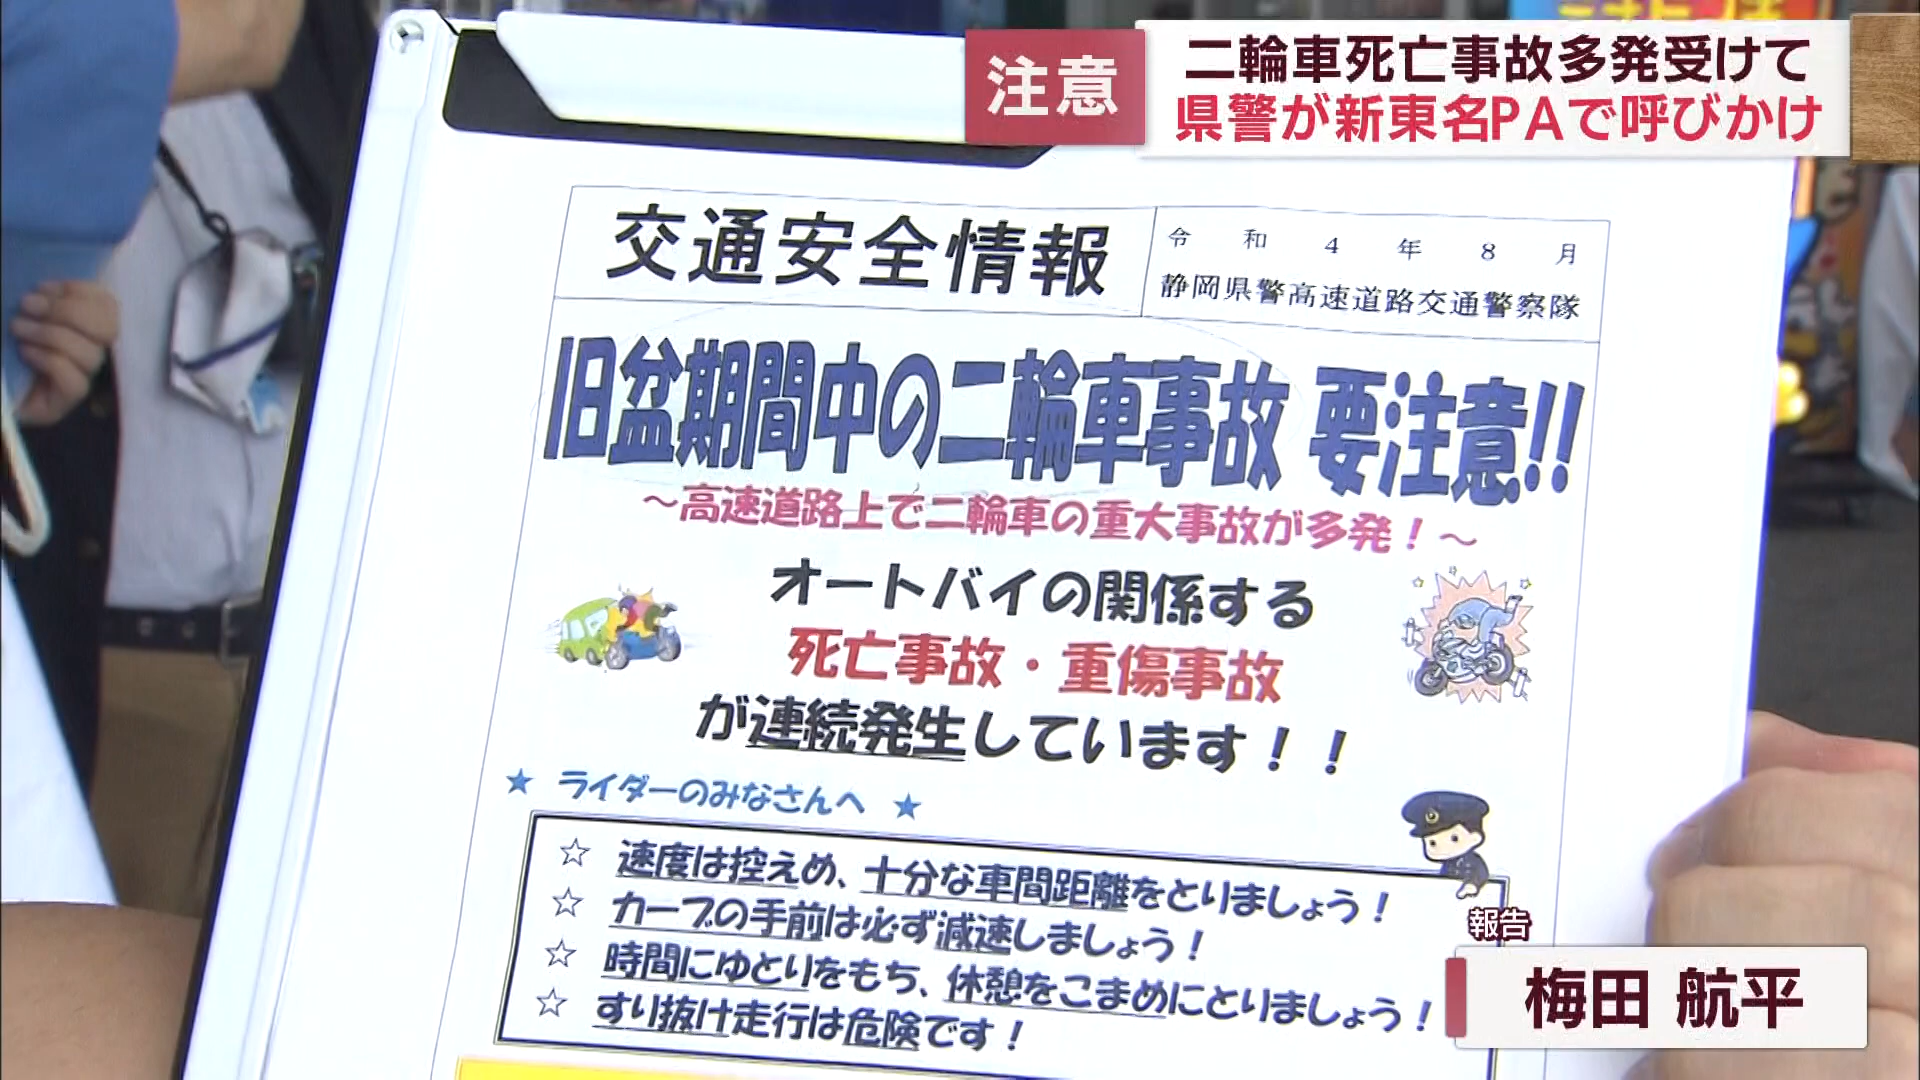 注意
二輪車死亡事故多発受けて
県警が新東名PAで呼びかけ
交通安全情報
令和4年8月
静岡県警高速道路交通警察隊
旧盆期間中の二輪車事故 要注意!!
～高速道路上で二輪車の重大事故が多発！～
オートバイの関係する
死亡事故・重傷事故
が連続発生しています！！
★ ライダーのみなさんへ ★
☆ 速度は控えめ、十分な車間距離をとりましょう！
☆ カーブの手前は必ず減速しましょう！
☆ 時間にゆとりをもち、休憩をこまめにとりましょう！
☆ すり抜け走行は危険です！
報告
梅田 航平